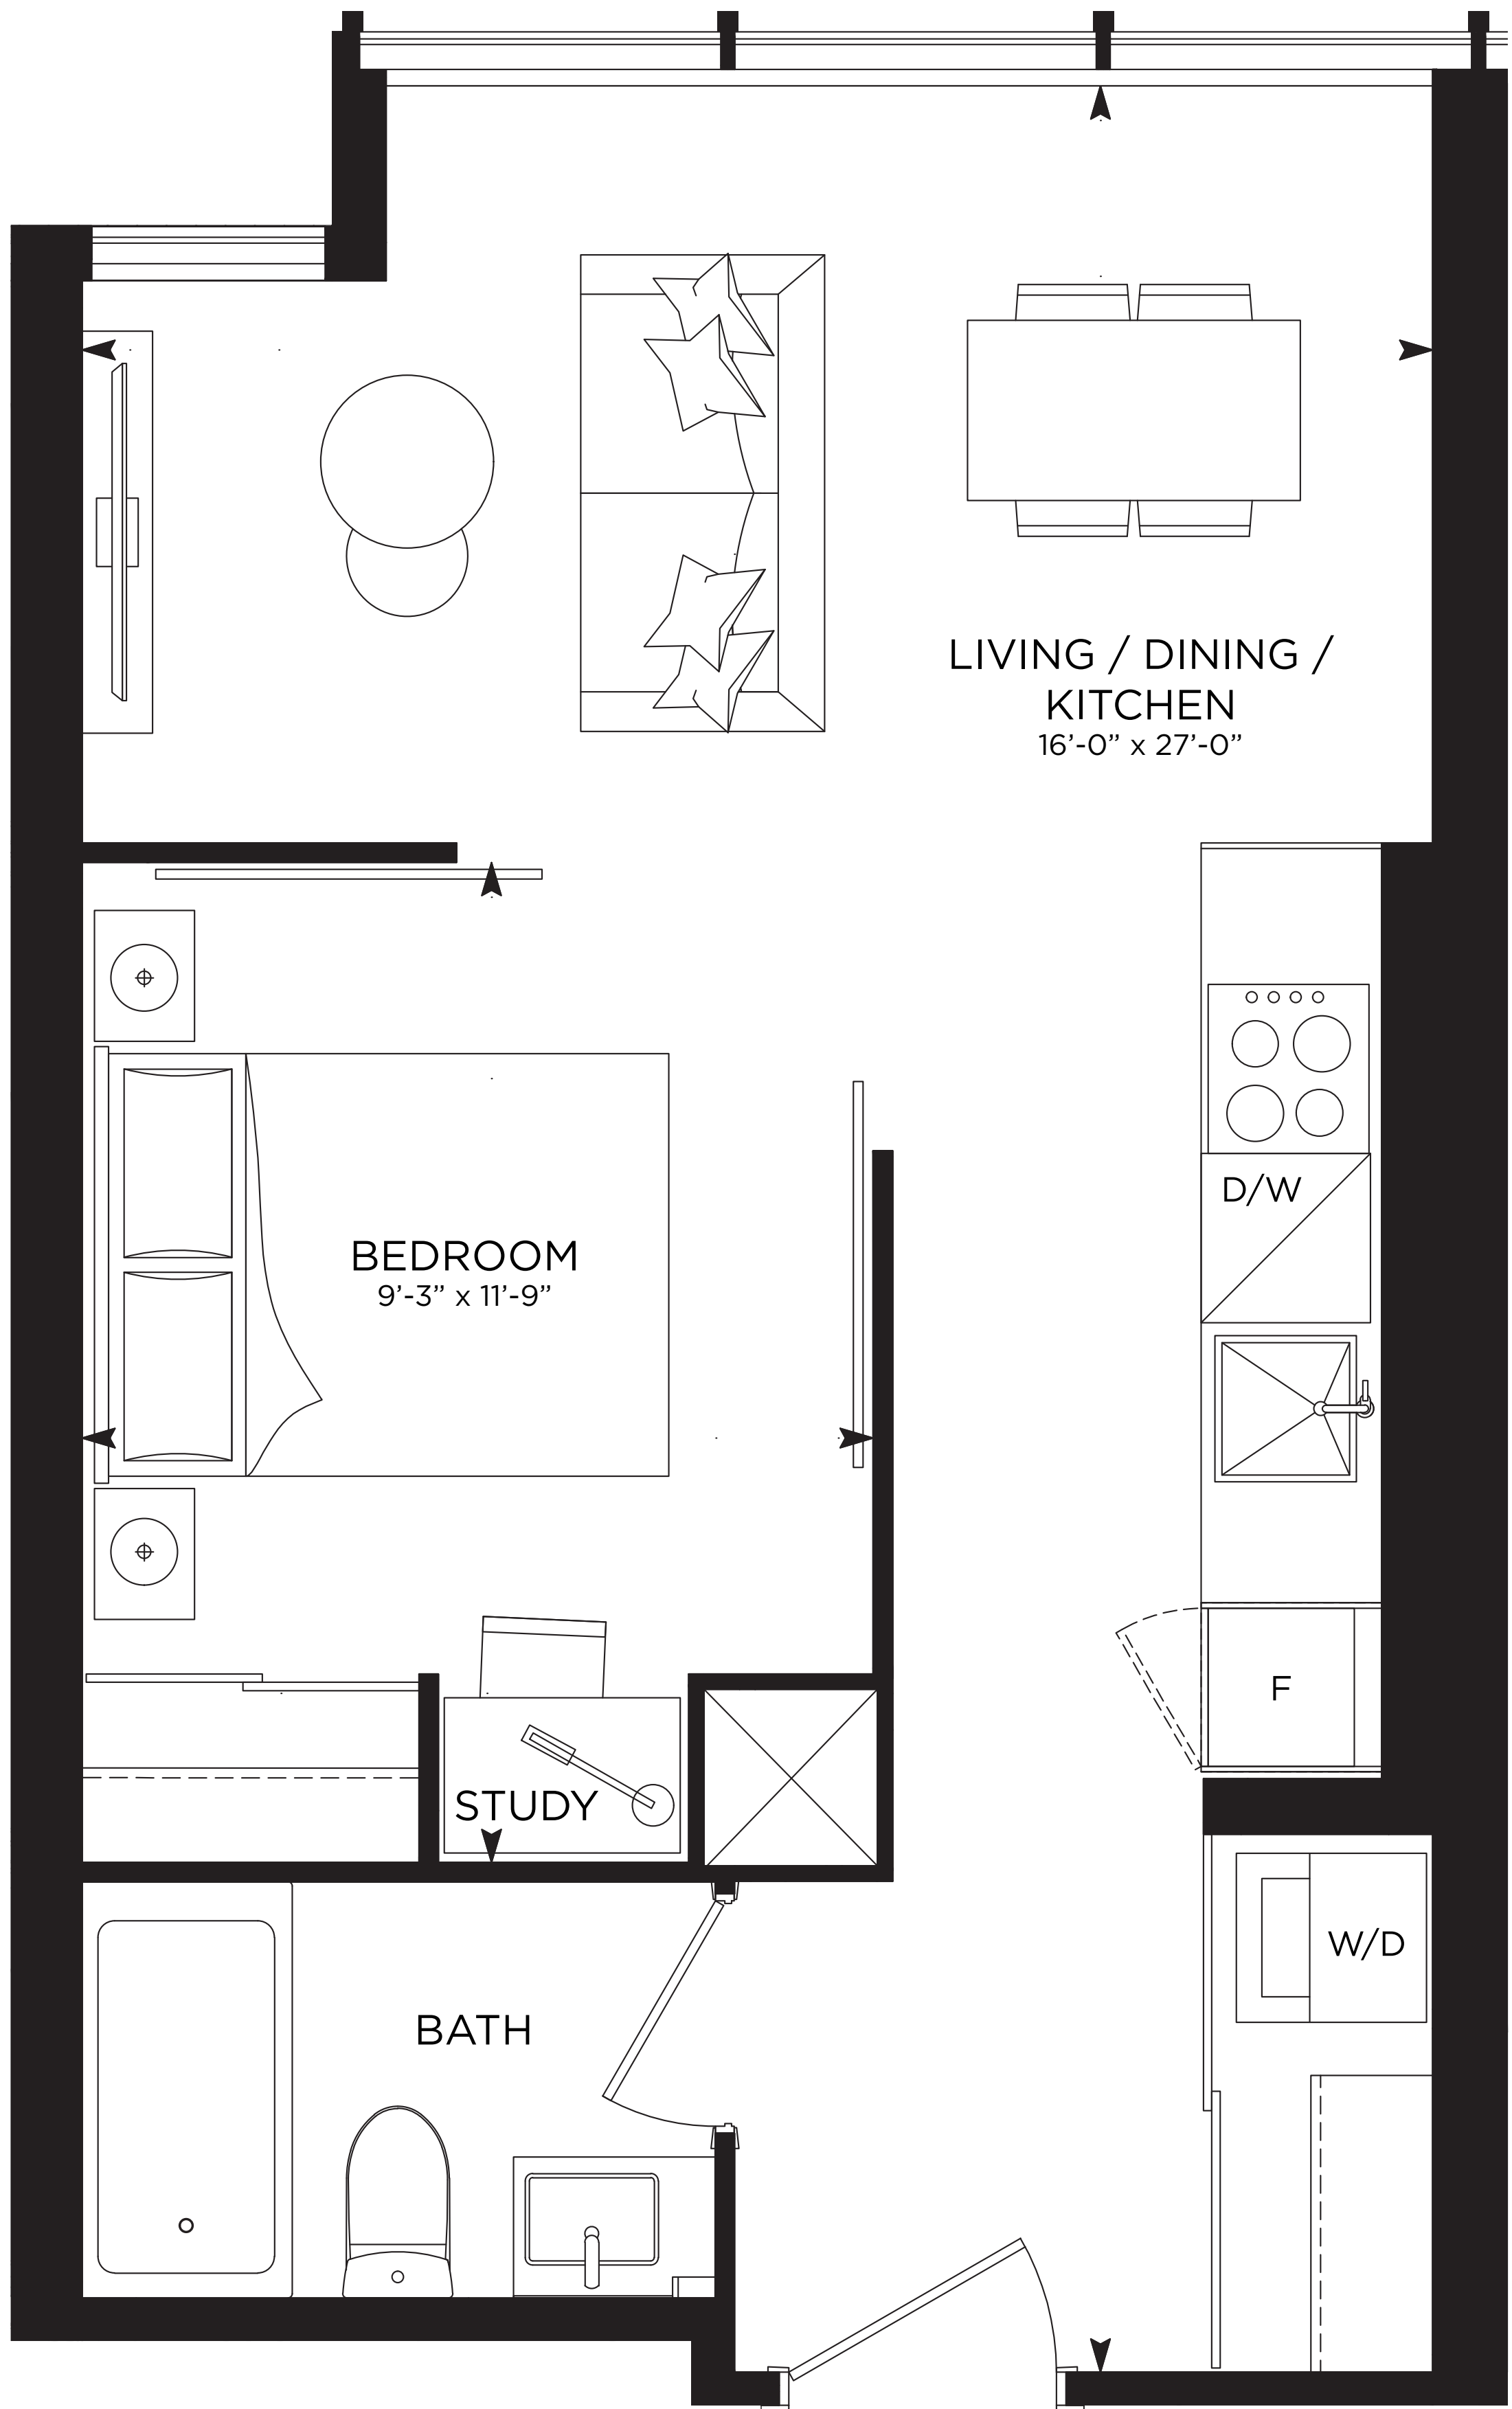 LIVING / DINING /
KITCHEN
16’-0” x 27’-0”
D/W
BEDROOM
9’-3” x 11’-9”
F
STUDY
W/D
BATH